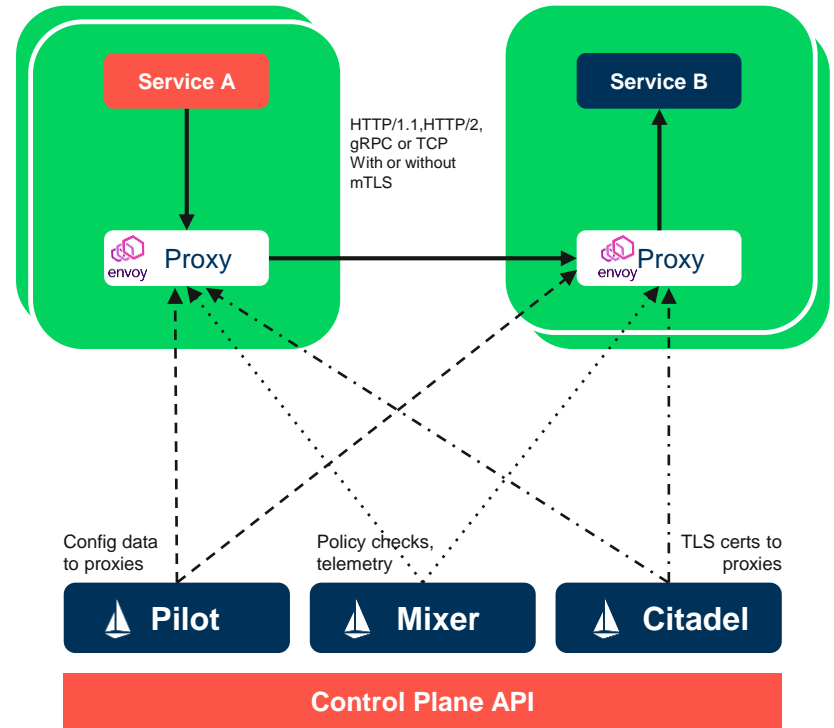 Service A
Service B
HTTP/1.1,HTTP/2,
gRPC or TCP
With or without
mTLS
envoy
Proxy
envoy
Proxy
Config data
to proxies
Policy checks,
telemetry
TLS certs to
proxies
Pilot
Mixer
Citadel
Control Plane API